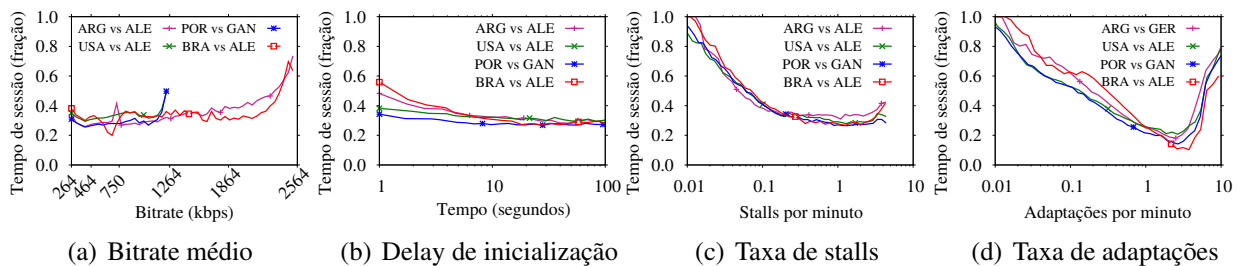 Tempo de sessão (fração)
1.0
0.8
0.6
0.4
0.2
0.0
ARG vs ALE
USA vs ALE
POR vs GAN
BRA vs ALE
264
464
750
1264
1864
2564
Bitrate (kbps)
(a) Bitrate médio
Tempo de sessão (fração)
1.0
0.8
0.6
0.4
0.2
0.0
ARG vs ALE
USA vs ALE
POR vs GAN
BRA vs ALE
1
10
100
Tempo (segundos)
(b) Delay de inicialização
Tempo de sessão (fração)
1.0
0.8
0.6
0.4
0.2
0.0
ARG vs ALE
USA vs ALE
POR vs GAN
BRA vs ALE
0.01
0.1
1
10
Stalls por minuto
(c) Taxa de stalls
Tempo de sessão (fração)
1.0
0.8
0.6
0.4
0.2
0.0
ARG vs GER
USA vs ALE
POR vs GAN
BRA vs ALE
0.01
0.1
1
10
Adaptações por minuto
(d) Taxa de adaptações